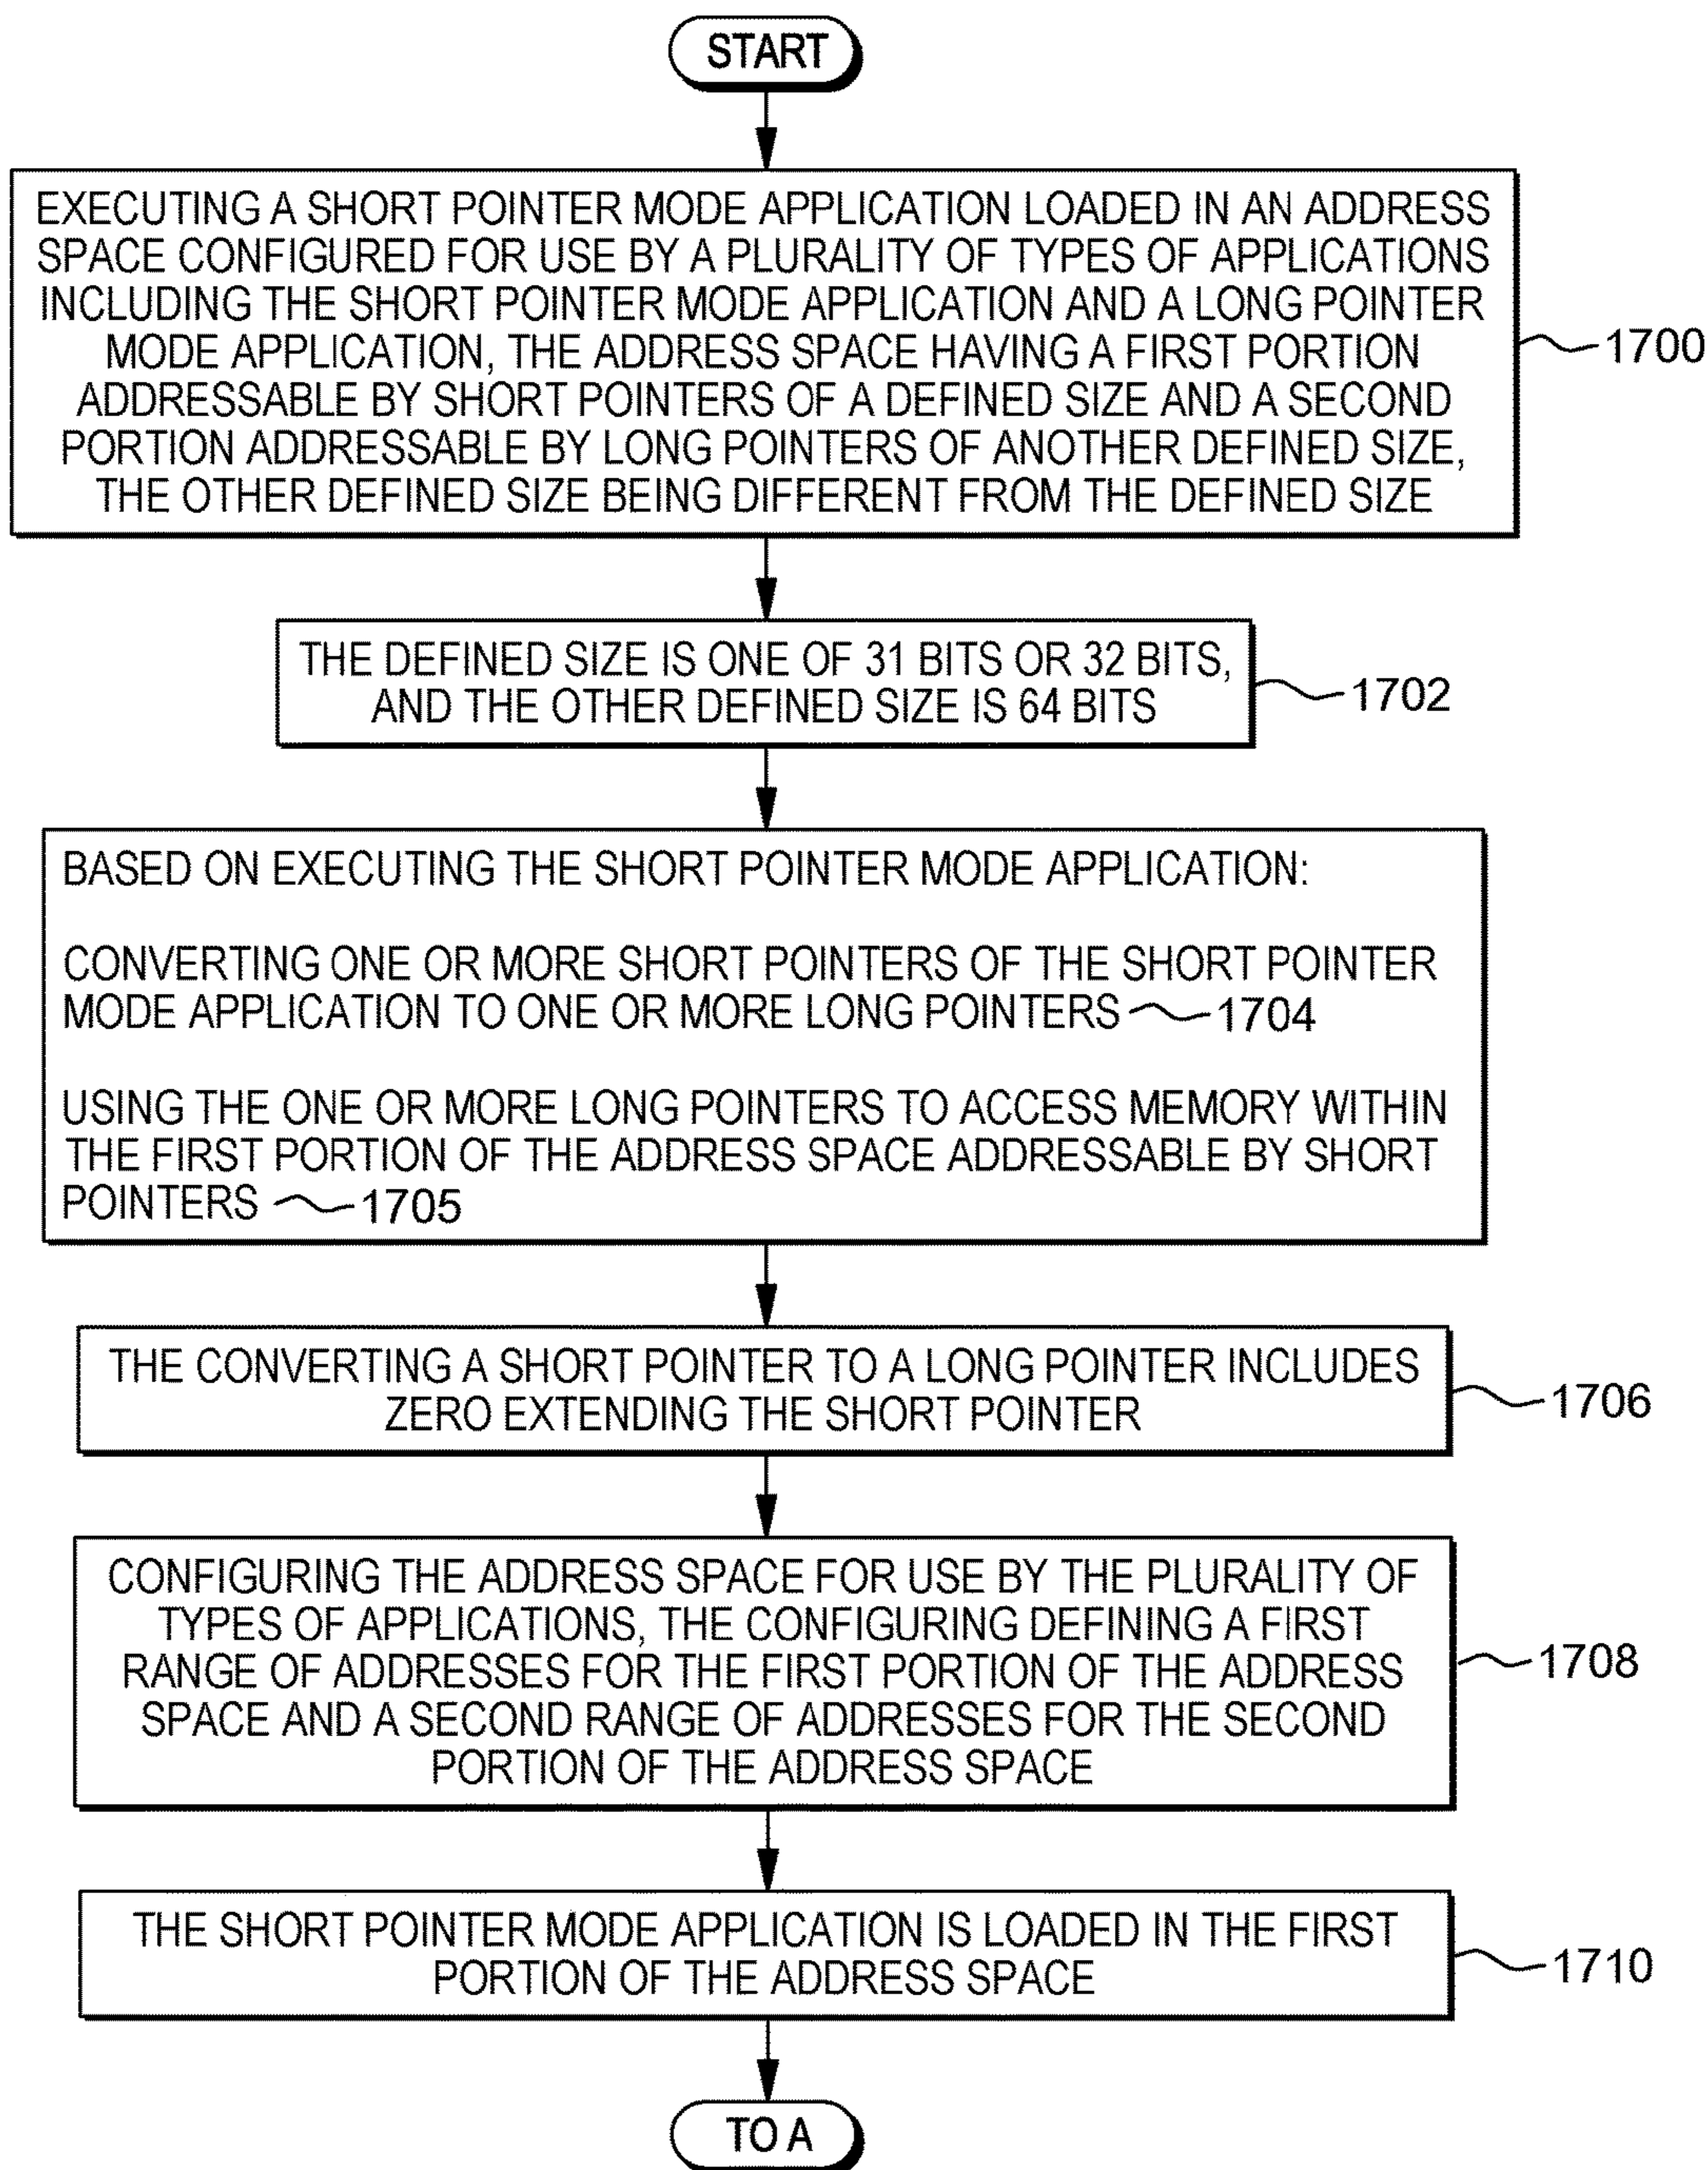 START
EXECUTING A SHORT POINTER MODE APPLICATION LOADED IN AN ADDRESS
SPACE CONFIGURED FOR USE BY A PLURALITY OF TYPES OF APPLICATIONS
INCLUDING THE SHORT POINTER MODE APPLICATION AND A LONG POINTER
MODE APPLICATION, THE ADDRESS SPACE HAVING A FIRST PORTION
ADDRESSABLE BY SHORT POINTERS OF A DEFINED SIZE AND A SECOND
PORTION ADDRESSABLE BY LONG POINTERS OF ANOTHER DEFINED SIZE,
THE OTHER DEFINED SIZE BEING DIFFERENT FROM THE DEFINED SIZE
1700
THE DEFINED SIZE IS ONE OF 31 BITS OR 32 BITS,
AND THE OTHER DEFINED SIZE IS 64 BITS
1702
BASED ON EXECUTING THE SHORT POINTER MODE APPLICATION:
CONVERTING ONE OR MORE SHORT POINTERS OF THE SHORT POINTER
MODE APPLICATION TO ONE OR MORE LONG POINTERS 1704
USING THE ONE OR MORE LONG POINTERS TO ACCESS MEMORY WITHIN
THE FIRST PORTION OF THE ADDRESS SPACE ADDRESSABLE BY SHORT
POINTERS 1705
THE CONVERTING A SHORT POINTER TO A LONG POINTER INCLUDES
ZERO EXTENDING THE SHORT POINTER
1706
CONFIGURING THE ADDRESS SPACE FOR USE BY THE PLURALITY OF
TYPES OF APPLICATIONS, THE CONFIGURING DEFINING A FIRST
RANGE OF ADDRESSES FOR THE FIRST PORTION OF THE ADDRESS
SPACE AND A SECOND RANGE OF ADDRESSES FOR THE SECOND
PORTION OF THE ADDRESS SPACE
1708
THE SHORT POINTER MODE APPLICATION IS LOADED IN THE FIRST
PORTION OF THE ADDRESS SPACE
1710
TO A